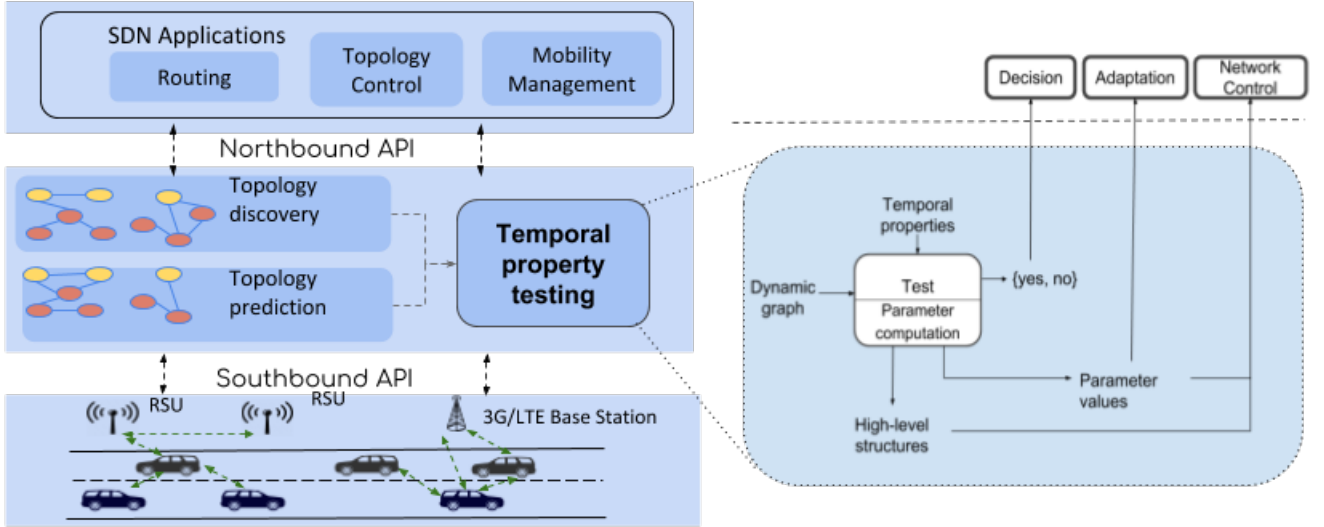 SDN Applications
Routing
Topology
Control
Mobility
Management
Northbound API
Topology
discovery
Topology
prediction
Temporal
property
testing
Southbound API
RSU
RSU
3G/LTE Base Station
Decision
Adaptation
Network
Control
Temporal
properties
Dynamic
graph
Test
Parameter
computation
{yes, no}
Parameter
values
High-level
structures